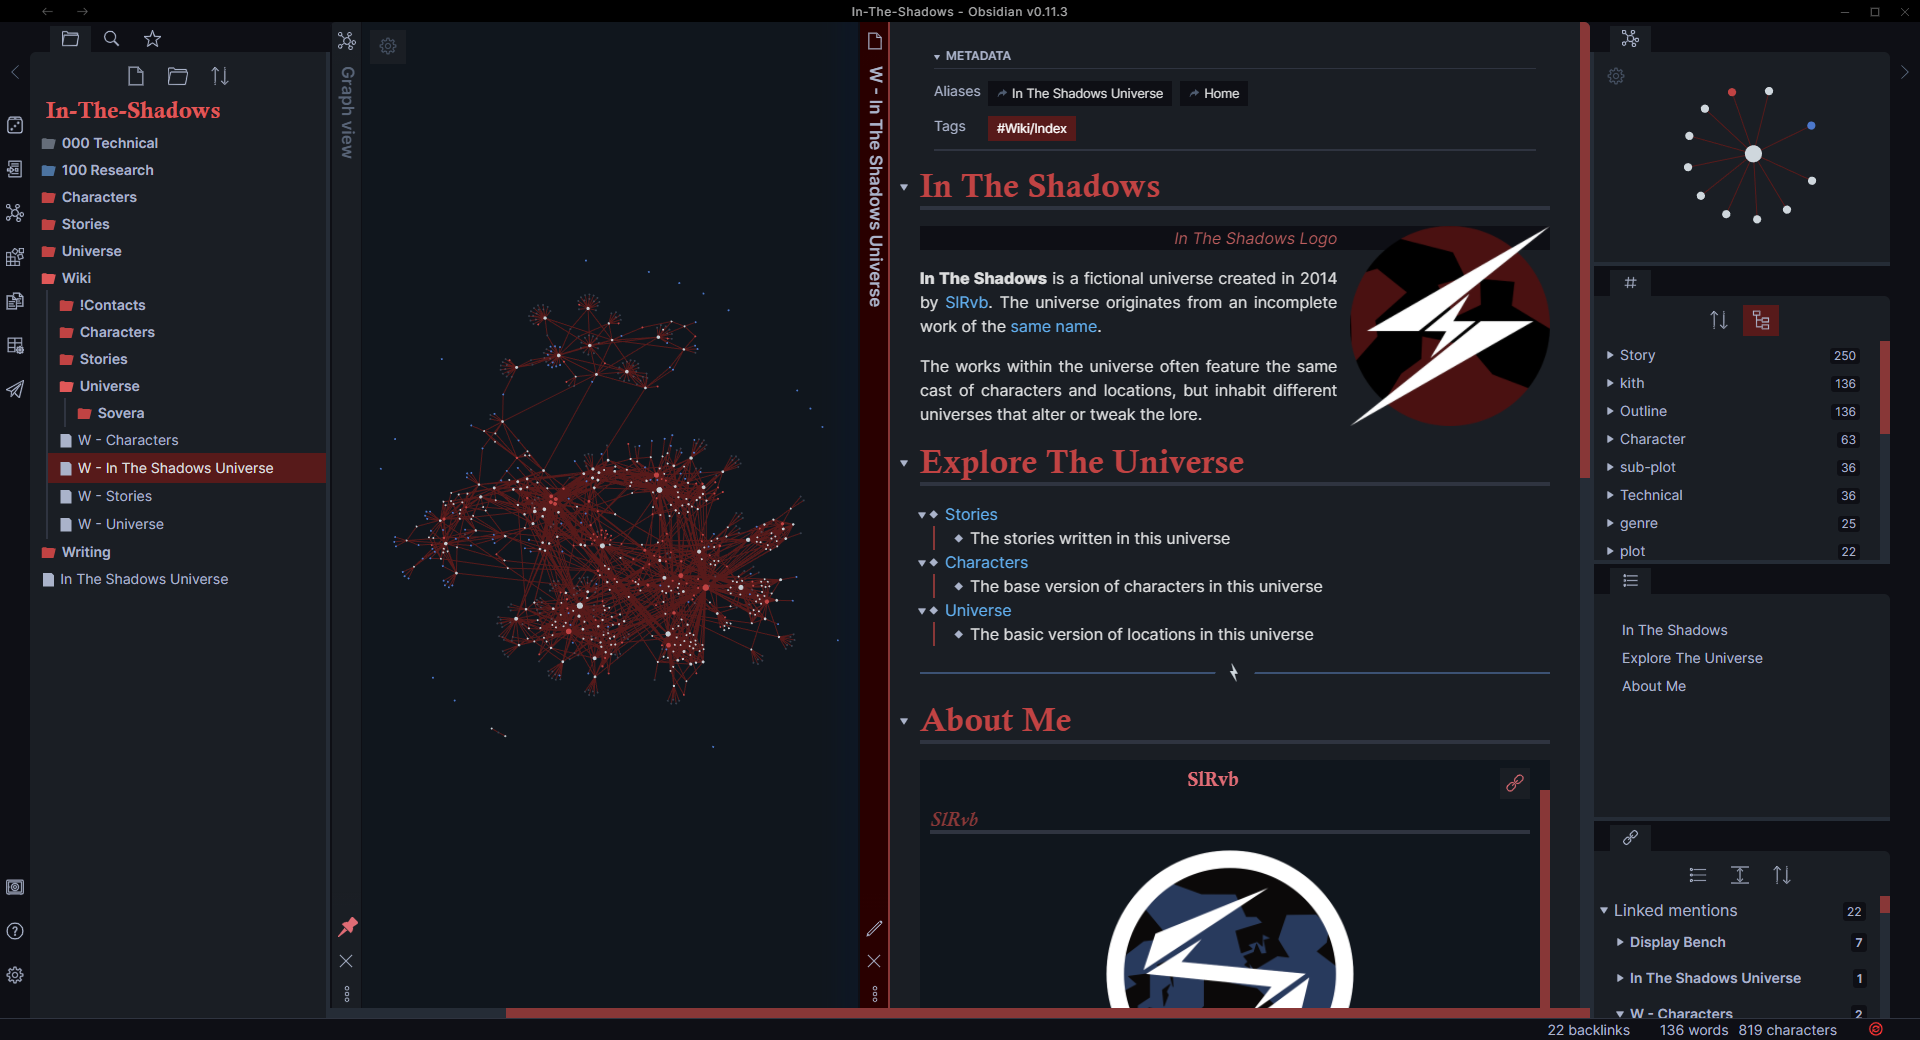 In-The-Shadows - Obsidian v0.11.3
In-The-Shadows
000 Technical
100 Research
Characters
Stories
Universe
Wiki
!Contacts
Characters
Stories
Universe
Sovera
W - Characters
W - In The Shadows Universe
W - Stories
W - Universe
Writing
In The Shadows Universe
Graph view
W - In The Shadows Universe
METADATA
Aliases In The Shadows Universe Home
Tags #Wiki/Index
In The Shadows
In The Shadows Logo
In The Shadows is a fictional universe created in 2014
by SlRvb. The universe originates from an incomplete
work of the same name.
The works within the universe often feature the same
cast of characters and locations, but inhabit different
universes that alter or tweak the lore.
Explore The Universe
Stories
The stories written in this universe
Characters
The base version of characters in this universe
Universe
The basic version of locations in this universe
About Me
SlRvb
SlRvb
#
Story 250
kith 136
Outline 136
Character 63
sub-plot 36
Technical 36
genre 25
plot 22
In The Shadows
Explore The Universe
About Me
Linked mentions 22
Display Bench 7
In The Shadows Universe 1
W - Characters 2
22 backlinks 136 words 819 characters